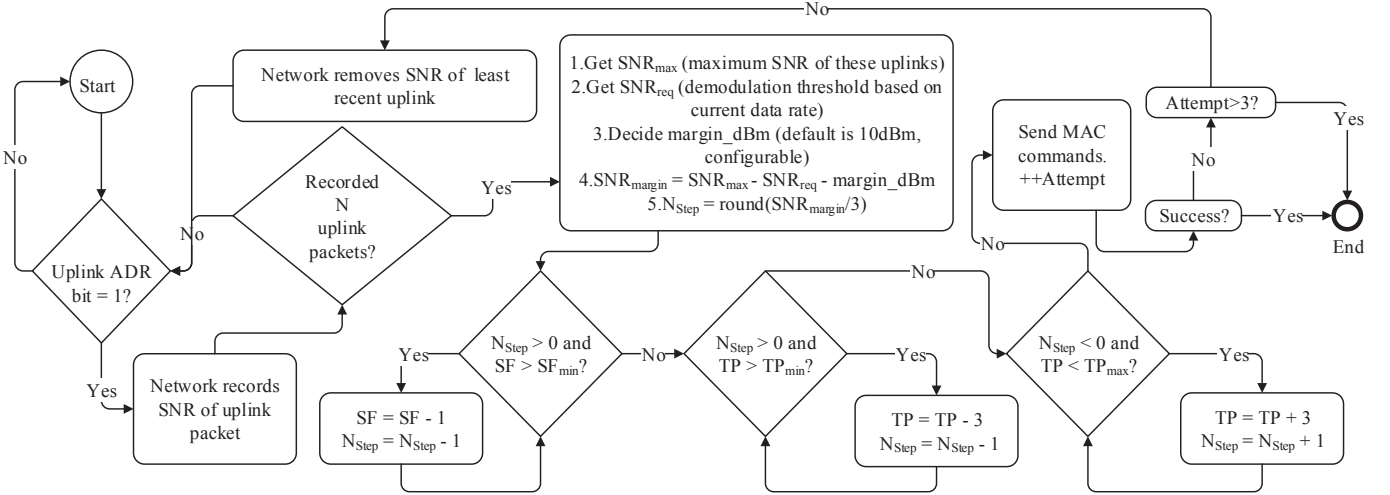 No
Start
Network removes SNR of least
recent uplink
1.Get SNRmax (maximum SNR of these uplinks)
2.Get SNRreq (demodulation threshold based on
current data rate)
3.Decide margin_dBm (default is 10dBm,
configurable)
4.SNRmargin = SNRmax - SNRreq - margin_dBm
5.NStep = round(SNRmargin/3)
Send MAC
commands.
++Attempt
Attempt>3?
Yes
No
Success?
Yes
End
No
Recorded
N
uplink
packets?
Yes
No
Uplink ADR
bit = 1?
Yes
Network records
SNR of uplink
packet
NStep > 0 and
SF > SFmin?
Yes
No
SF = SF - 1
NStep = NStep - 1
NStep > 0 and
TP > TPmin?
No
Yes
TP = TP - 3
NStep = NStep - 1
No
NStep < 0 and
TP < TPmax?
Yes
TP = TP + 3
NStep = NStep + 1